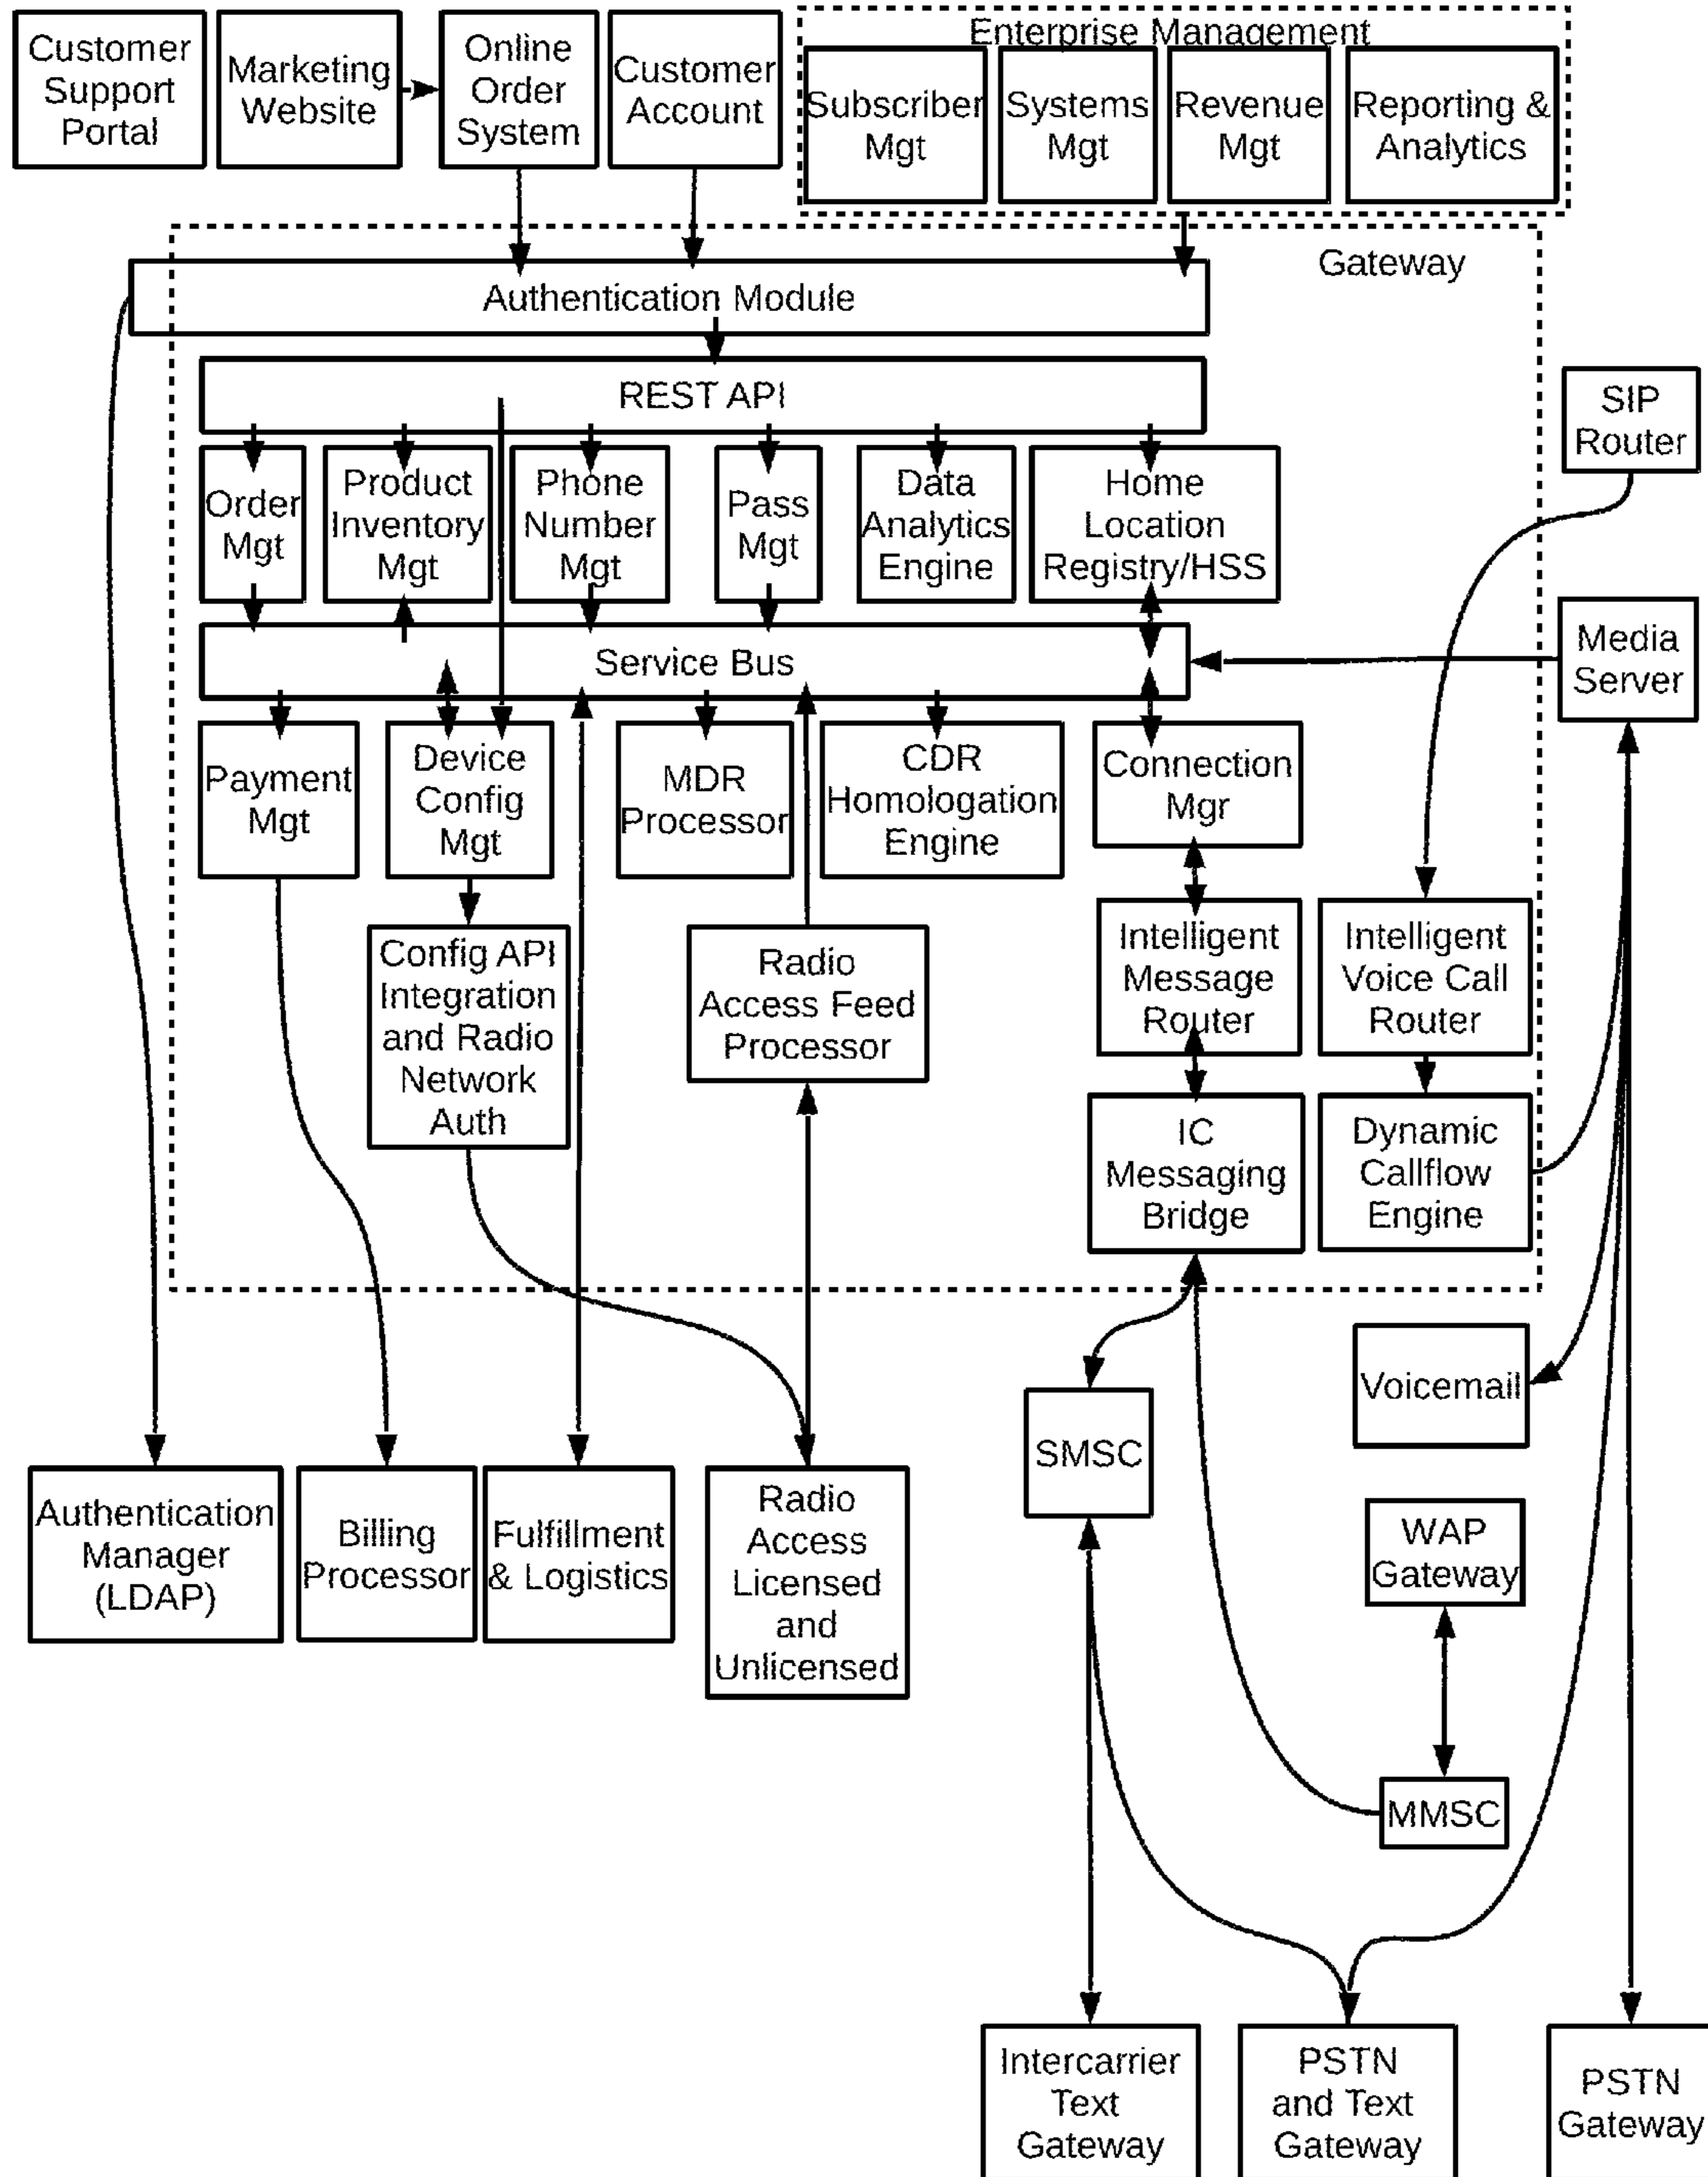 Customer
Support
Portal
Marketing
Website
Online
Order
System
Customer
Account
Enterprise Management
Subscriber
Mgt
Systems
Mgt
Revenue
Mgt
Reporting &
Analytics
Gateway
Authentication Module
REST API
SIP
Router
Order
Mgt
Product
Inventory
Mgt
Phone
Number
Mgt
Pass
Mgt
Data
Analytics
Engine
Home
Location
Registry/HSS
Service Bus
Media
Server
Payment
Mgt
Device
Config
Mgt
MDR
Processor
CDR
Homologation
Engine
Connection
Mgr
Config API
Integration
and Radio
Network
Auth
Radio
Access Feed
Processor
Intelligent
Message
Router
Intelligent
Voice Call
Router
IC
Messaging
Bridge
Dynamic
Callflow
Engine
Voicemail
SMSC
Authentication
Manager
(LDAP)
Billing
Processor
Fulfillment
& Logistics
Radio
Access
Licensed
and
Unlicensed
WAP
Gateway
MMSC
Intercarrier
Text
Gateway
PSTN
and Text
Gateway
PSTN
Gateway